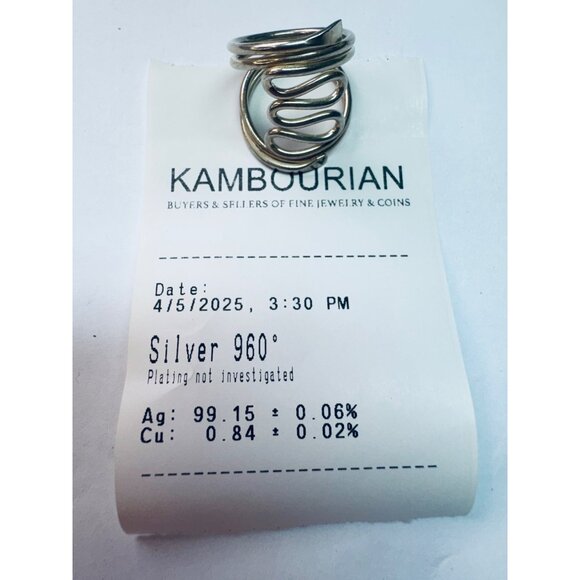 KAMBOURIAN
BUYERS & SELLERS OF FINE JEWELRY & COINS
Date:
4/5/2025, 3:30 PM
Silver 960°
Plating not investigated
Ag: 99.15 ± 0.06%
Cu: 0.84 ± 0.02%